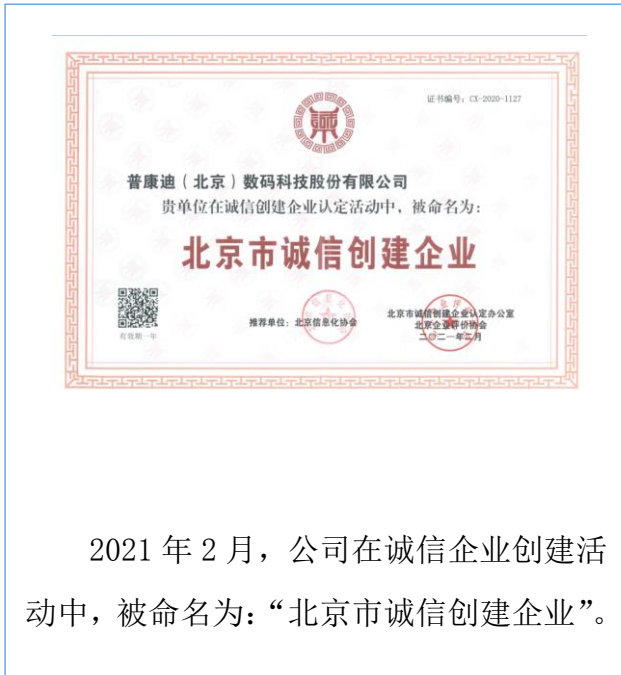 证书编号：CX-2020-1127
誠
普康迪（北京）数码科技股份有限公司
贵单位在诚信创建企业认定活动中，被命名为：
北京市诚信创建企业
有效期一年
推荐单位：北京信息化协会
北京市诚信创建企业认定办公室
北京企业评价协会
二〇二一年二月
2021 年 2 月，公司在诚信企业创建活
动中，被命名为：“北京市诚信创建企业”。